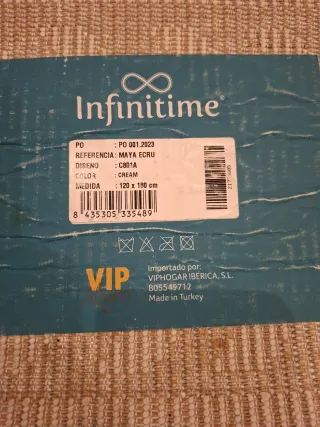 Infinitime®
PO : PO 001.2023
REFERENCIA : MAYA ECRU
DISENO : C801A
COLOR : CREAM
MEDIDA : 120 x 180 cm
8 435305 335489
VIP
Importado por:
VIPHOGAR IBERICA, S.L.
B05549712
Made in Turkey